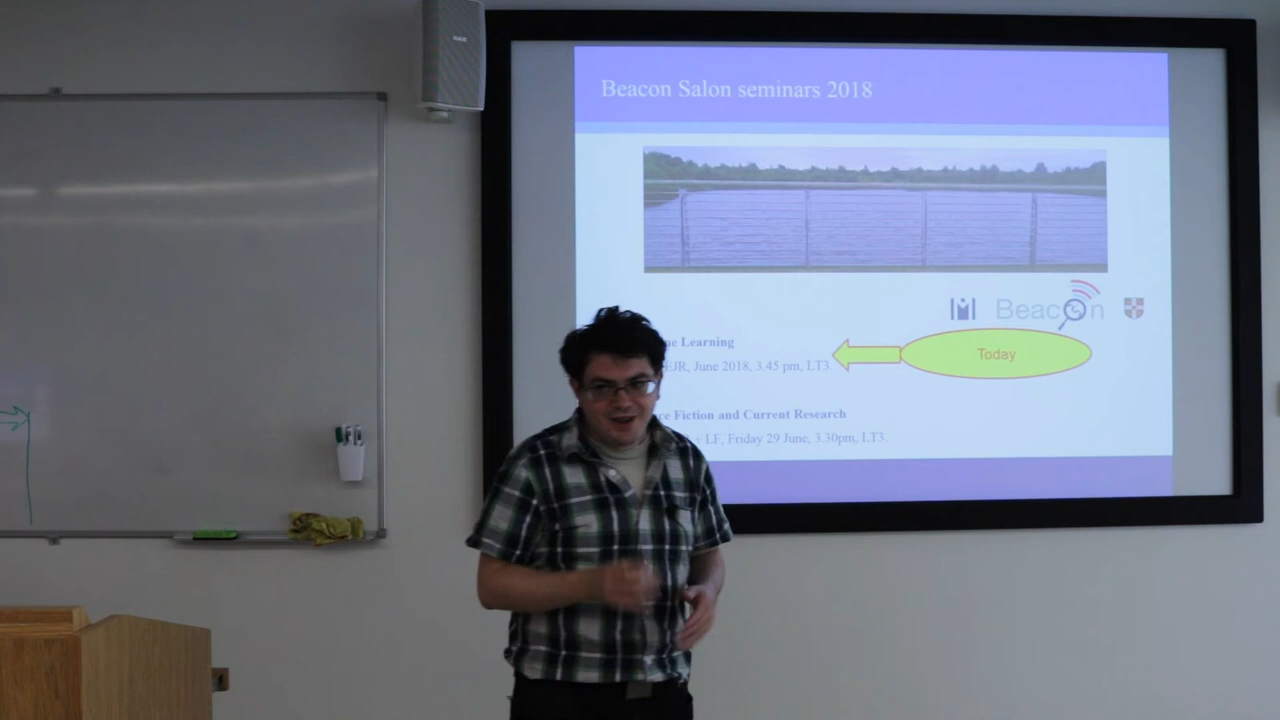 Beacon Salon seminars 2018
Beacon
ne Learning
Today
EJR, June 2018, 3.45 pm, LT3.
ce Fiction and Current Research
+ LF, Friday 29 June, 3.30pm, LT3.